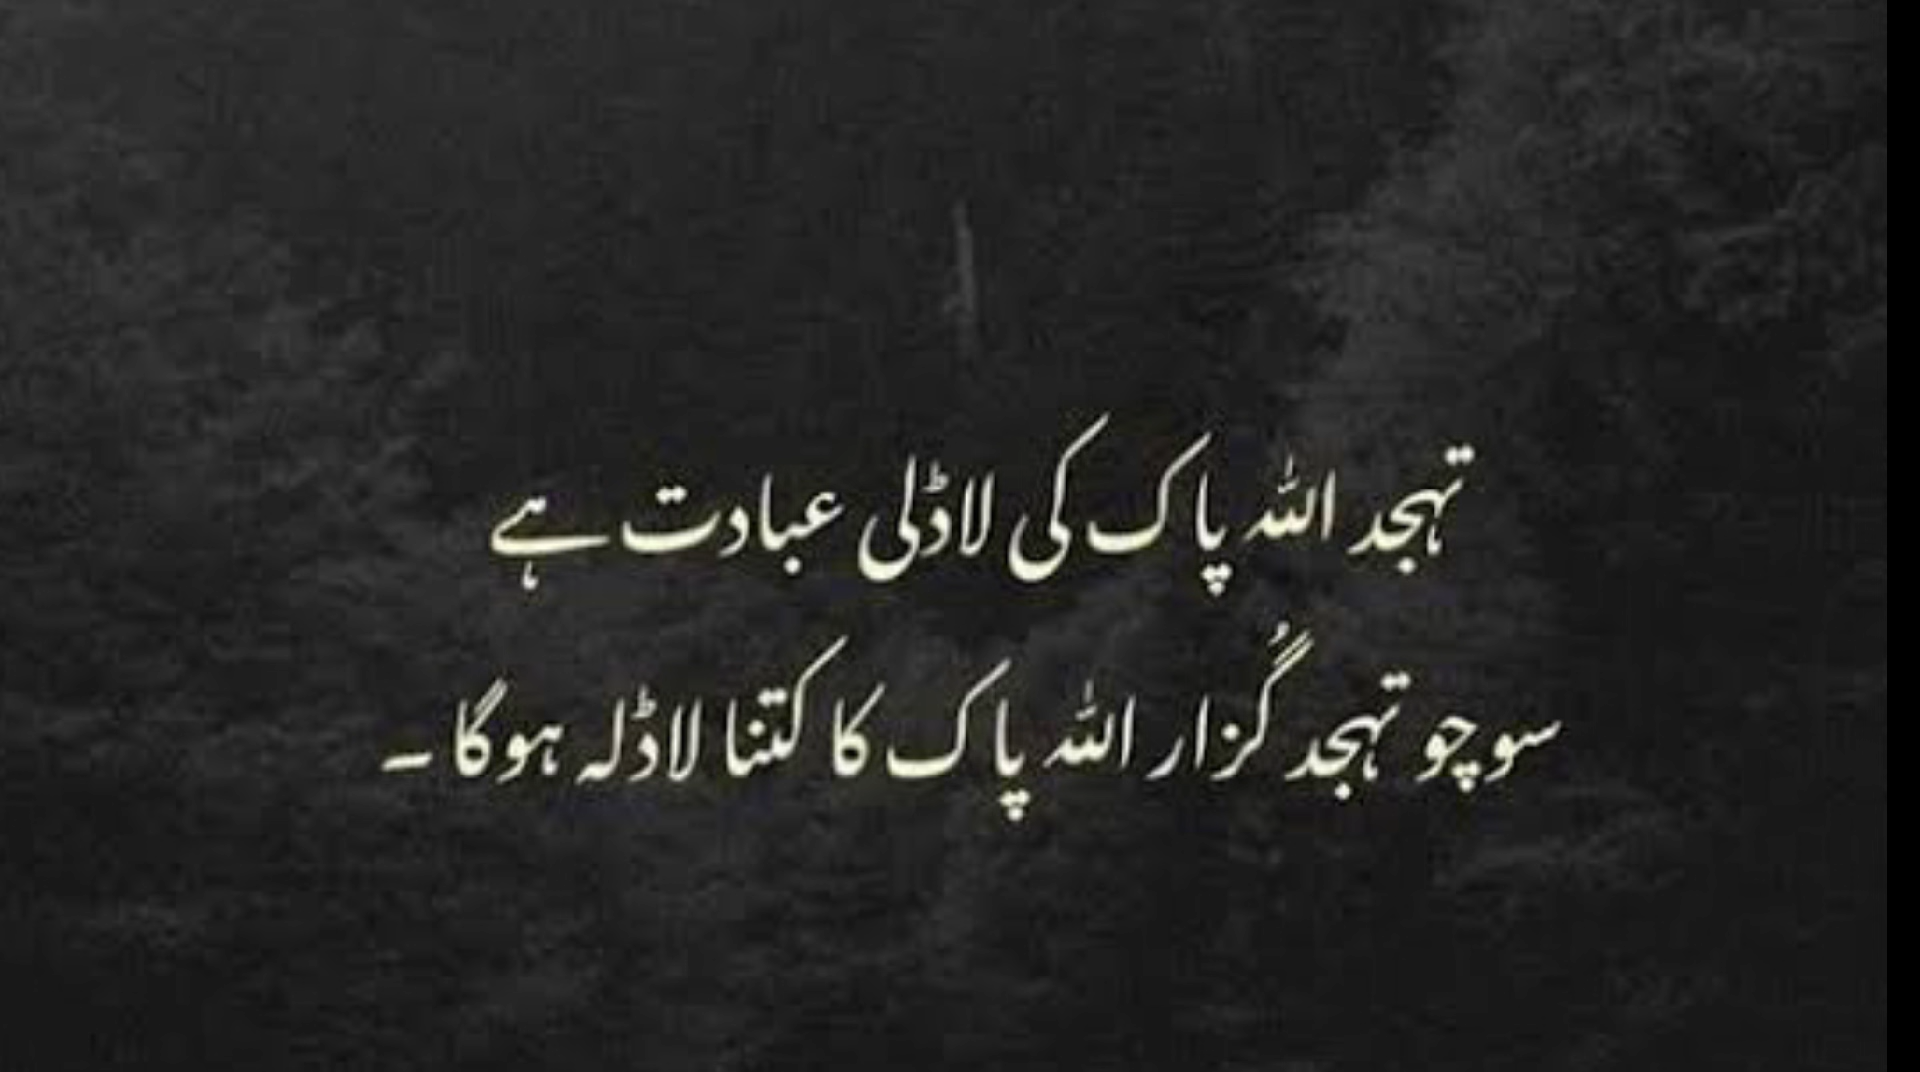 تہجد اللہ پاک کی لاڈلی عبادت ہے
سوچو تہجد گُزار اللہ پاک کا کتنا لاڈلہ ہوگا ۔